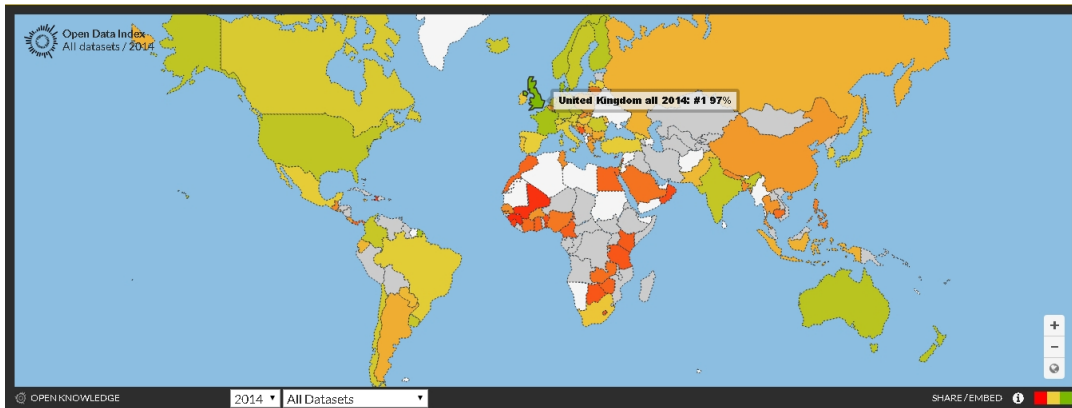 Open Data Index
All datasets / 2014
United Kingdom all 2014: #1 97%
+
−
OPEN KNOWLEDGE
2014
All Datasets
SHARE / EMBED
i